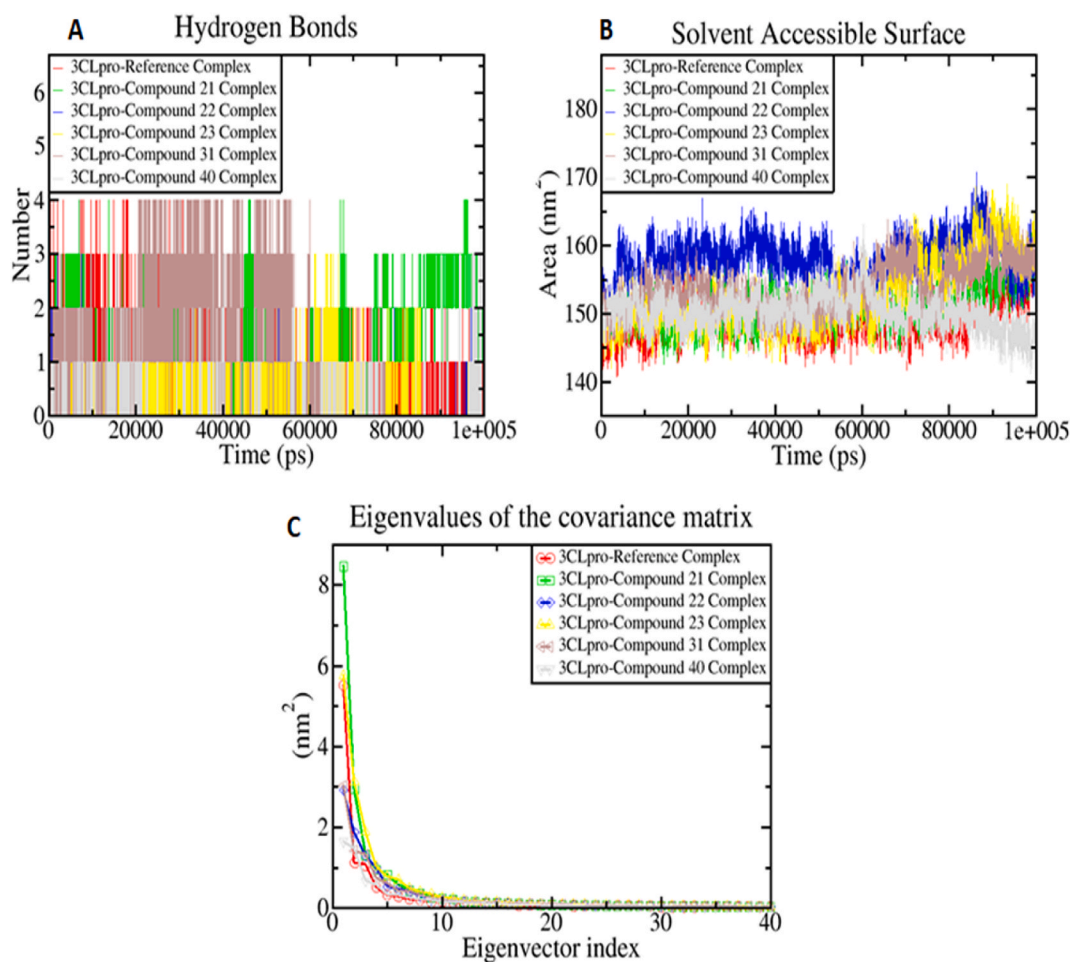 A
Hydrogen Bonds
3CLpro-Reference Complex
3CLpro-Compound 21 Complex
3CLpro-Compound 22 Complex
3CLpro-Compound 23 Complex
3CLpro-Compound 31 Complex
3CLpro-Compound 40 Complex
Number
6
5
4
3
2
1
0
0 20000 40000 60000 80000 1e+005
Time (ps)
B
Solvent Accessible Surface
3CLpro-Reference Complex
3CLpro-Compound 21 Complex
3CLpro-Compound 22 Complex
3CLpro-Compound 23 Complex
3CLpro-Compound 31 Complex
3CLpro-Compound 40 Complex
Area (nm²)
180
170
160
150
140
0 20000 40000 60000 80000 1e+005
Time (ps)
C
Eigenvalues of the covariance matrix
3CLpro-Reference Complex
3CLpro-Compound 21 Complex
3CLpro-Compound 22 Complex
3CLpro-Compound 23 Complex
3CLpro-Compound 31 Complex
3CLpro-Compound 40 Complex
(nm²)
8
6
4
2
0
0 10 20 30 40
Eigenvector index